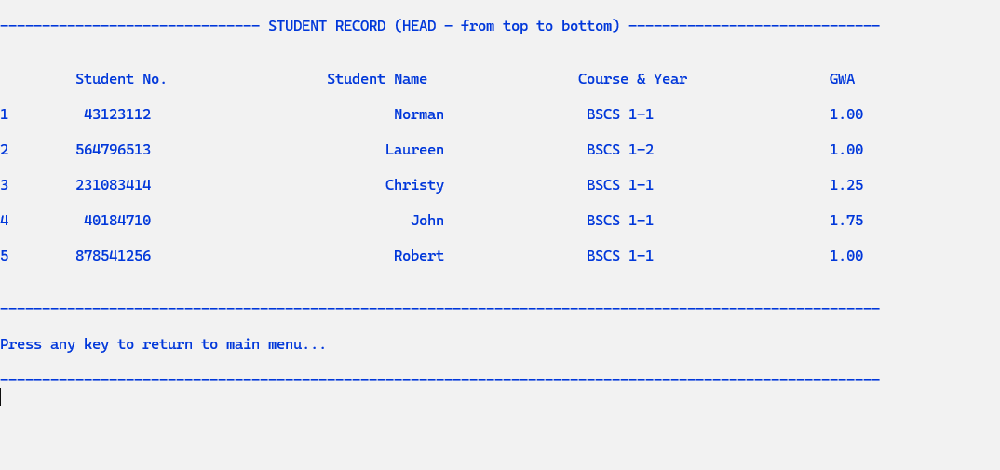 ------------------------------- STUDENT RECORD (HEAD - from top to bottom) ------------------------------
Student No. Student Name Course & Year GWA
1 43123112 Norman BSCS 1-1 1.00
2 564796513 Laureen BSCS 1-2 1.00
3 231083414 Christy BSCS 1-1 1.25
4 40184710 John BSCS 1-1 1.75
5 878541256 Robert BSCS 1-1 1.00
---------------------------------------------------------------------------------------------------------
Press any key to return to main menu...
---------------------------------------------------------------------------------------------------------